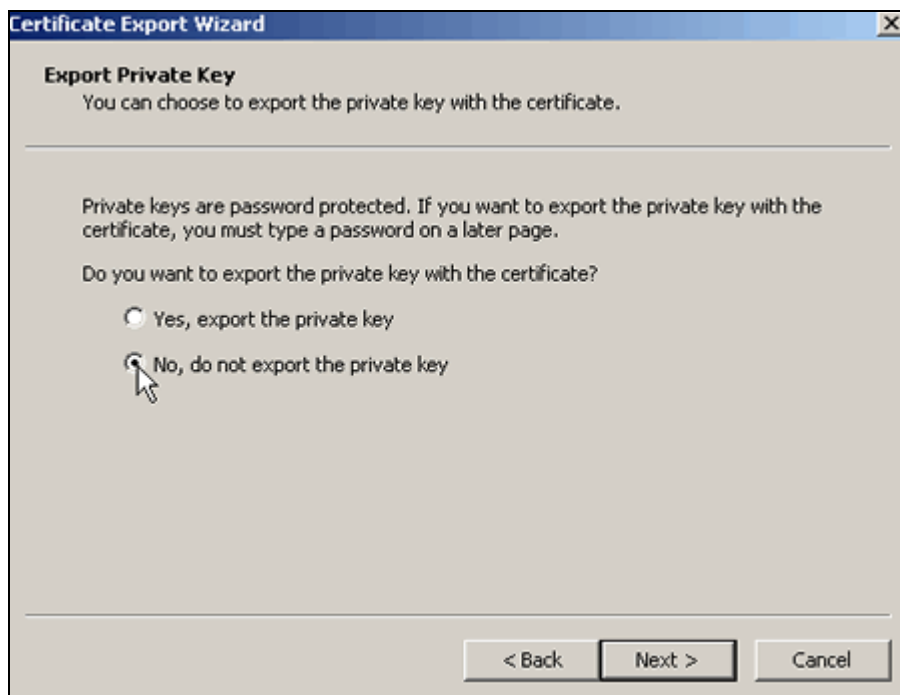 Certificate Export Wizard
Export Private Key
You can choose to export the private key with the certificate.
Private keys are password protected. If you want to export the private key with the
certificate, you must type a password on a later page.
Do you want to export the private key with the certificate?
Yes, export the private key
No, do not export the private key
< Back
Next >
Cancel